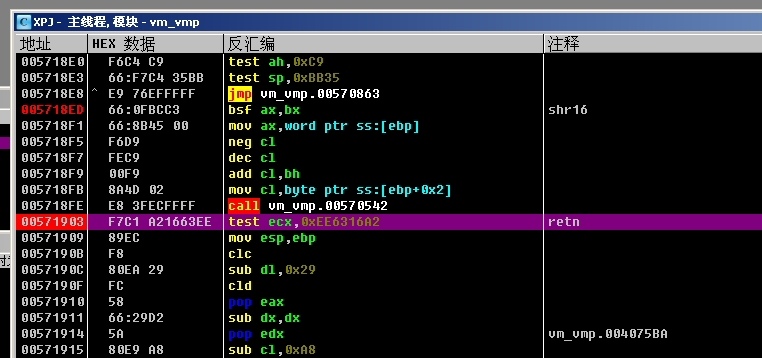 XPJ - 主线程, 模块 - vm_vmp
地址 HEX 数据 反汇编 注释
005718E0 F6C4 C9 test ah,0xC9
005718E3 66:F7C4 35BB test sp,0xBB35
005718E8 ^ E9 76EFFFFF jmp vm_vmp.00570863
005718ED 66:0FBCC3 bsf ax,bx shr16
005718F1 66:8B45 00 mov ax,word ptr ss:[ebp]
005718F5 F6D9 neg cl
005718F7 FEC9 dec cl
005718F9 00F9 add cl,bh
005718FB 8A4D 02 mov cl,byte ptr ss:[ebp+0x2]
005718FE E8 3FECFFFF call vm_vmp.00570542
00571903 F7C1 A21663EE test ecx,0xEE6316A2 retn
00571909 89EC mov esp,ebp
0057190B F8 clc
0057190C 80EA 29 sub dl,0x29
0057190F FC cld
00571910 58 pop eax
00571911 66:29D2 sub dx,dx
00571914 5A pop edx vm_vmp.004075BA
00571915 80E9 A8 sub cl,0xA8